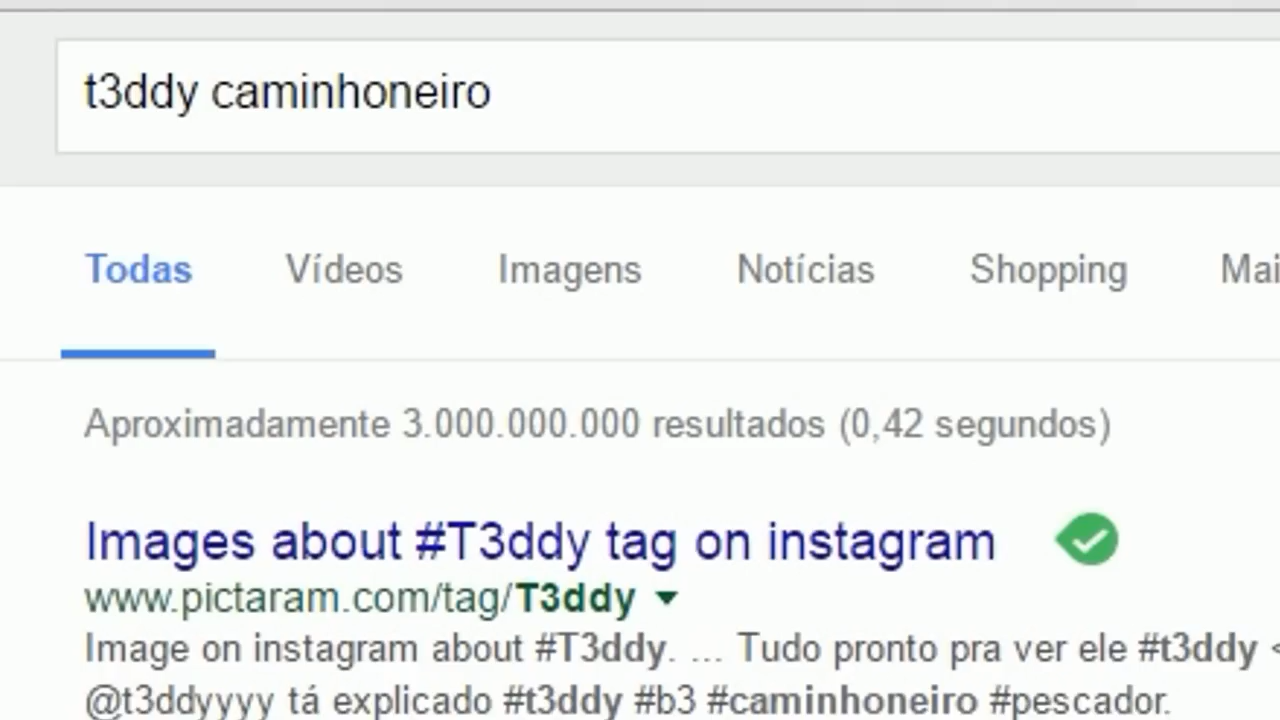 t3ddy caminhoneiro
Todas Vídeos Imagens Notícias Shopping Mai
Aproximadamente 3.000.000.000 resultados (0,42 segundos)
Images about #T3ddy tag on instagram
www.pictaram.com/tag/T3ddy
Image on instagram about #T3ddy. ... Tudo pronto pra ver ele #t3ddy <
@t3ddyyyy tá explicado #t3ddy #b3 #caminhoneiro #pescador.